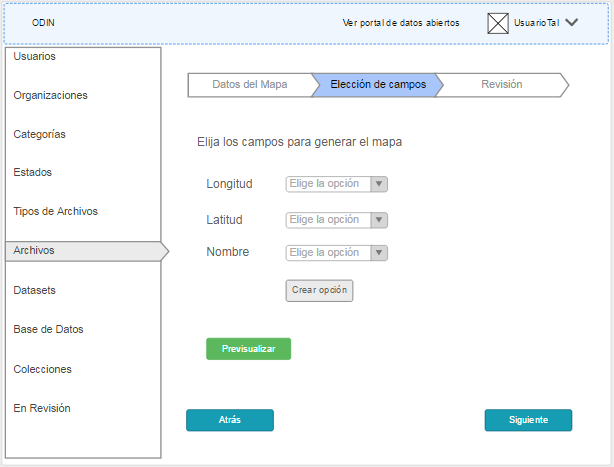 ODIN
Ver portal de datos abiertos
UsuarioTal
Usuarios
Organizaciones
Categorías
Estados
Tipos de Archivos
Archivos
Datasets
Base de Datos
Colecciones
En Revisión
Datos del Mapa
Elección de campos
Revisión
Elija los campos para generar el mapa
Longitud
Elige la opción
Latitud
Elige la opción
Nombre
Elige la opción
Crear opción
Previsualizar
Atrás
Siguiente